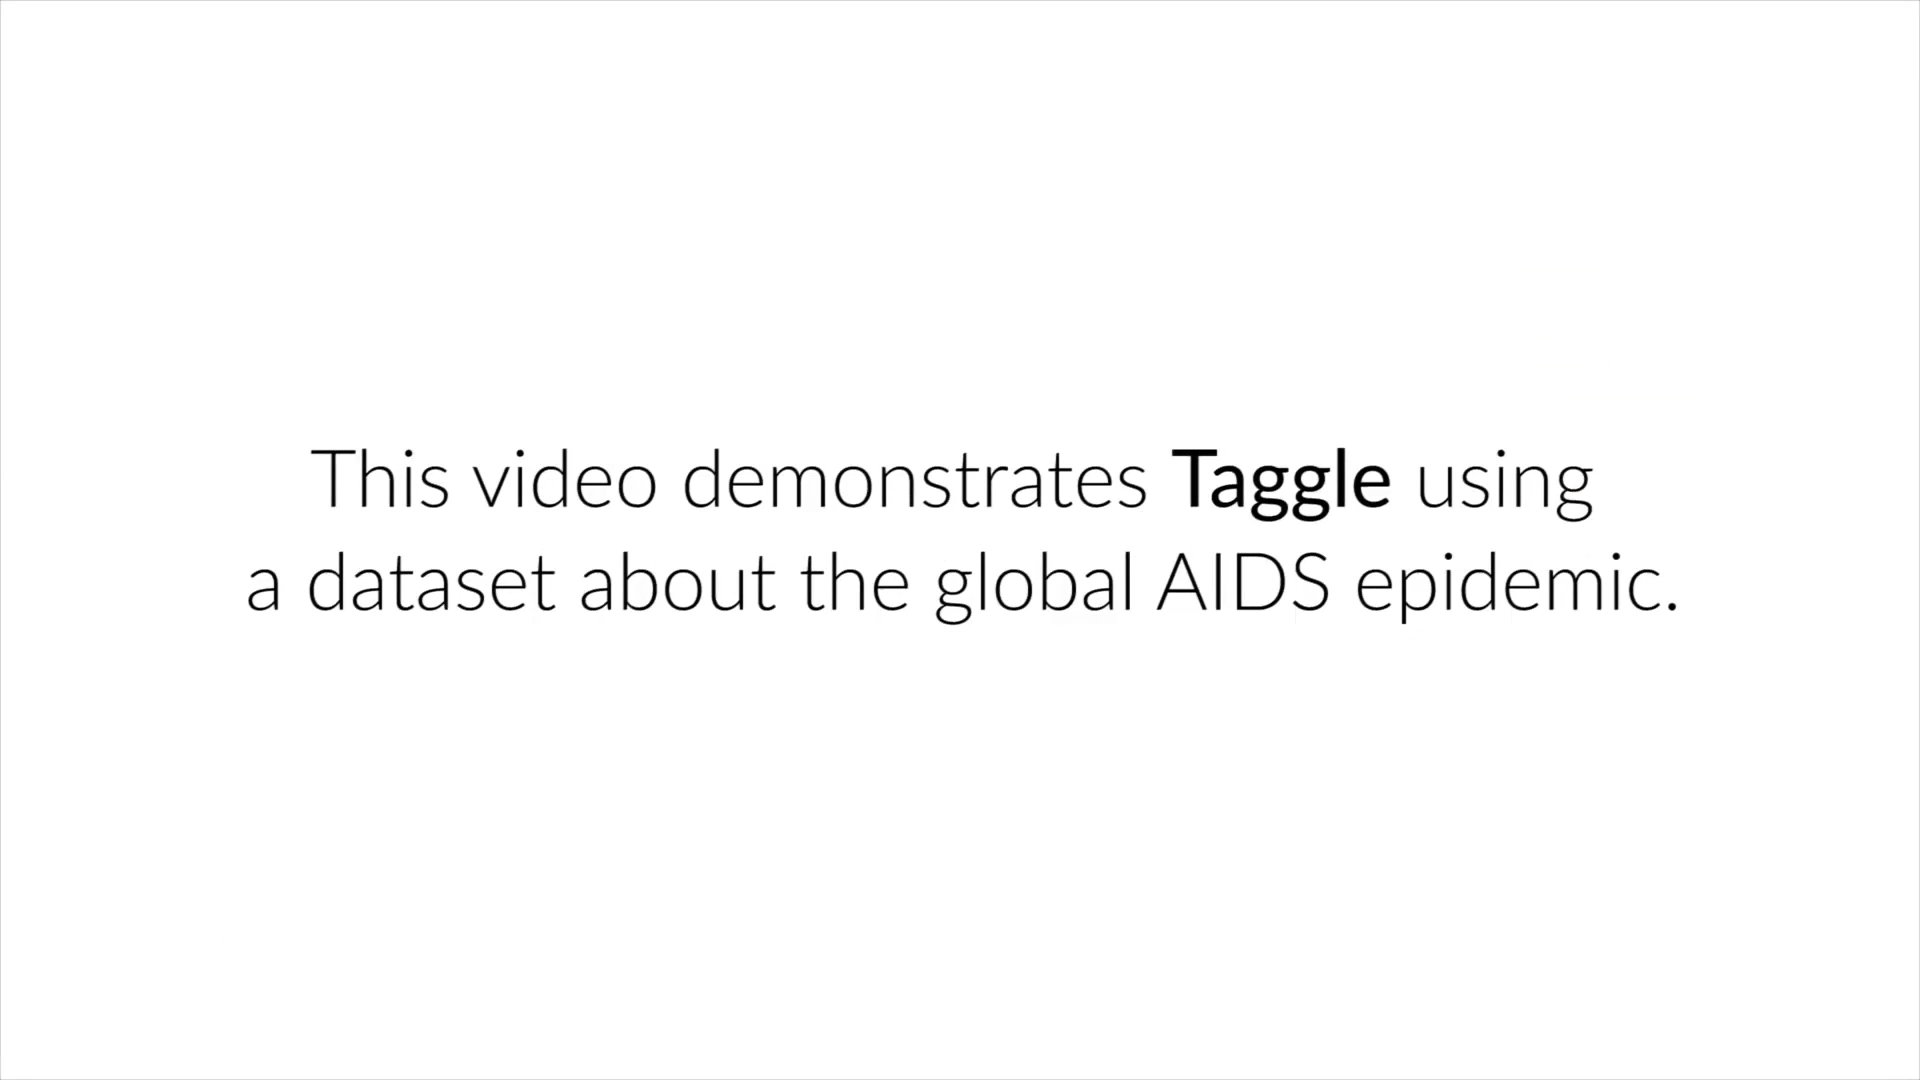 This video demonstrates Taggle using
a dataset about the global AIDS epidemic.